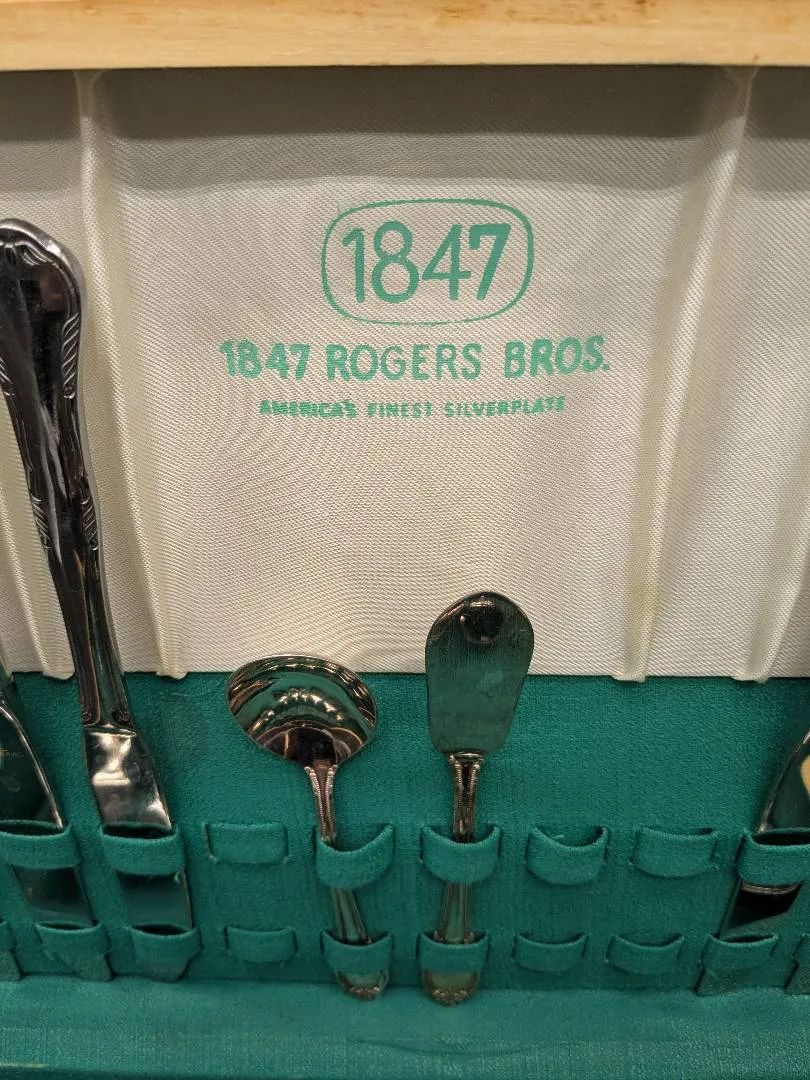 1847
1847 ROGERS BROS.
AMERICA'S FINEST SILVERPLATE